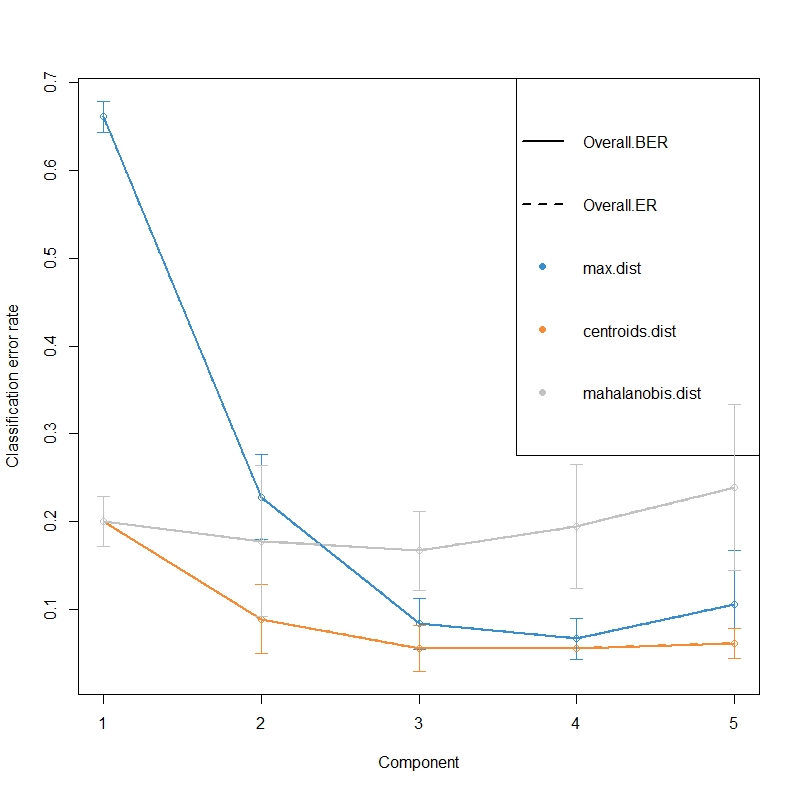 0.7
0.6
0.5
0.4
0.3
0.2
0.1
Classification error rate
Overall.BER
Overall.ER
max.dist
centroids.dist
mahalanobis.dist
1 2 3 4 5
Component